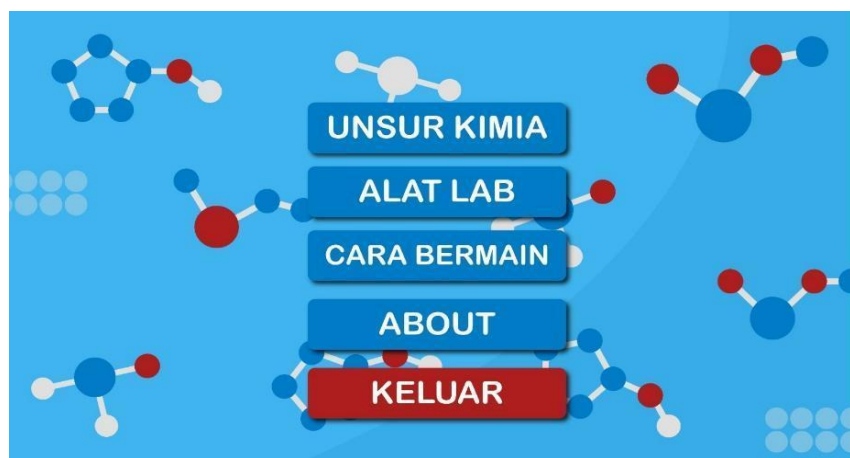 UNSUR KIMIA
ALAT LAB
CARA BERMAIN
ABOUT
KELUAR